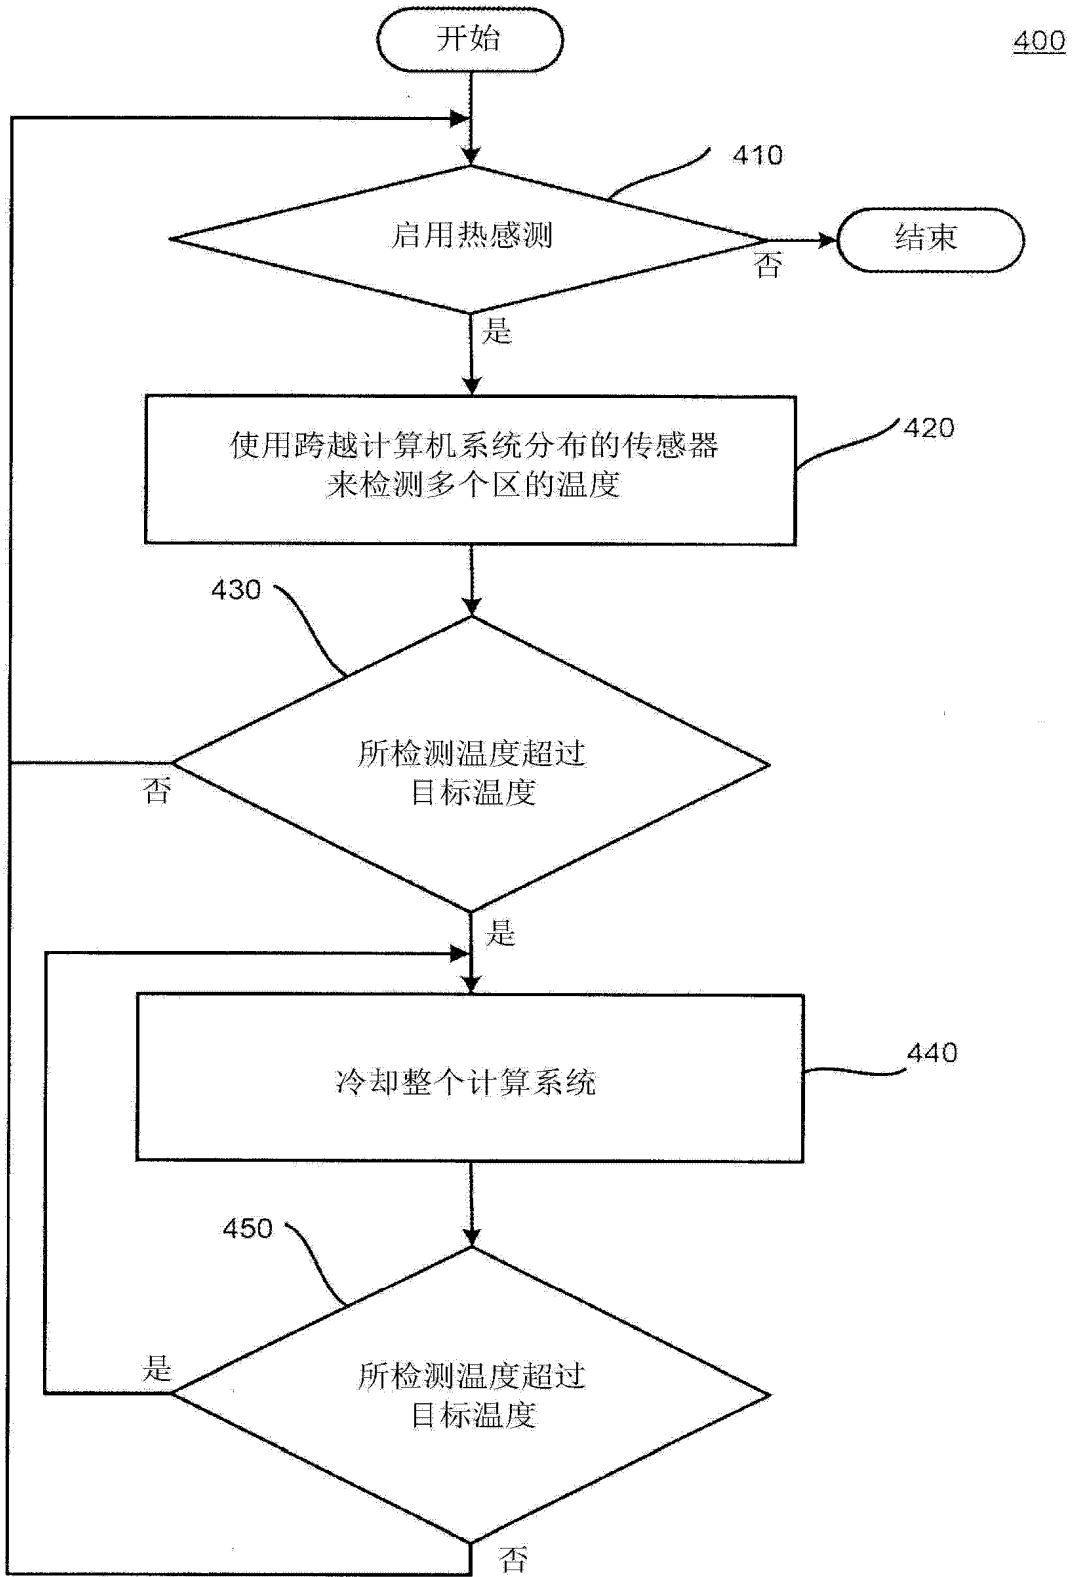 开始
400
410
启用热感测
结束
否
是
使用跨越计算机系统分布的传感器
来检测多个区的温度
420
430
所检测温度超过
目标温度
否
是
冷却整个计算系统
440
450
是
所检测温度超过
目标温度
否